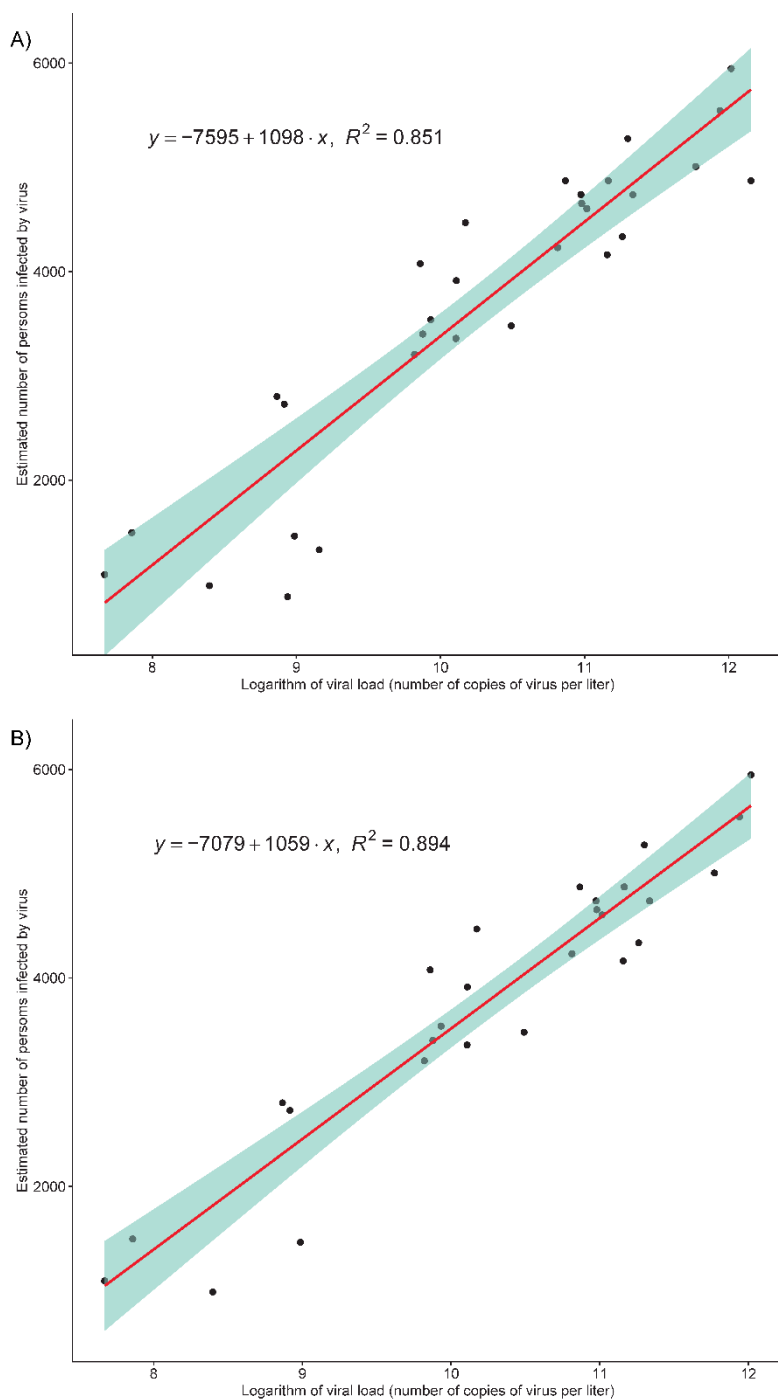 A)
6000
y = −7595 + 1098 · x, R² = 0.851
4000
2000
Estimated number of persoms infected by virus
8 9 10 11 12
Logarithm of viral load (number of copies of virus per liter)
B)
6000
y = −7079 + 1059 · x, R² = 0.894
4000
2000
Estimated number of persoms infected by virus
8 9 10 11 12
Logarithm of viral load (number of copies of virus per liter)